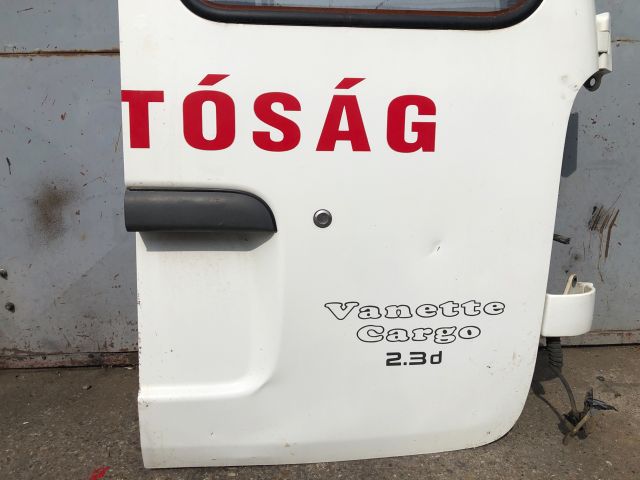 TÓSÁG
Vanette
Cargo
2.3d